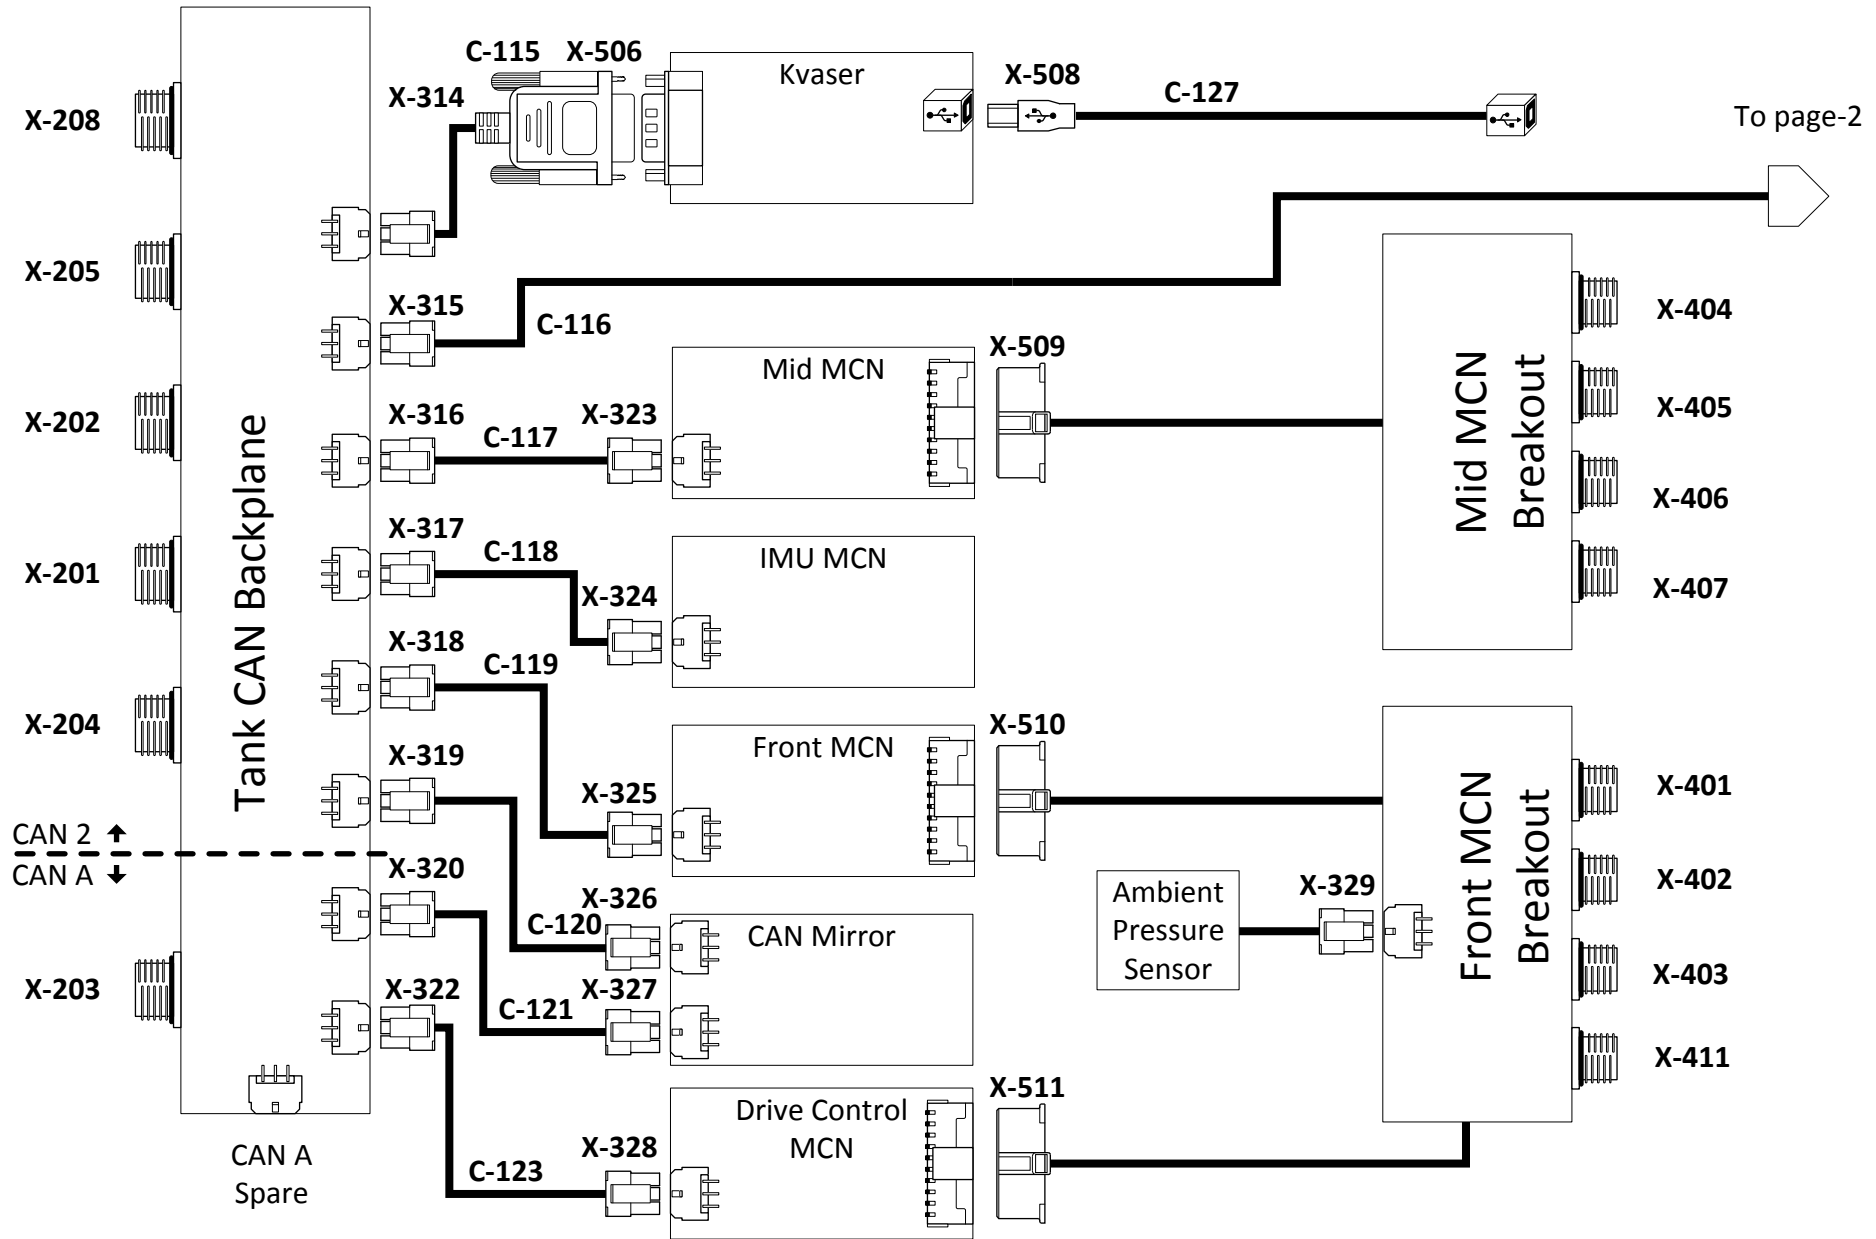 C-115
X-506
Kvaser
X-508
C-127
X-314
X-208
To page-2
X-205
X-315
C-116
X-404
X-509
Mid MCN
X-202
X-316
C-117
X-323
X-405
Mid MCN
Breakout
X-406
Tank CAN Backplane
X-317
C-118
IMU MCN
X-201
X-324
X-407
X-318
C-119
X-204
Front MCN
X-510
X-319
X-325
X-401
CAN 2
CAN A
X-320
X-326
C-120
CAN Mirror
Ambient
Pressure
Sensor
X-329
Front MCN
Breakout
X-402
X-203
X-322
C-121
X-327
X-403
X-411
Drive Control
MCN
X-511
CAN A
Spare
C-123
X-328